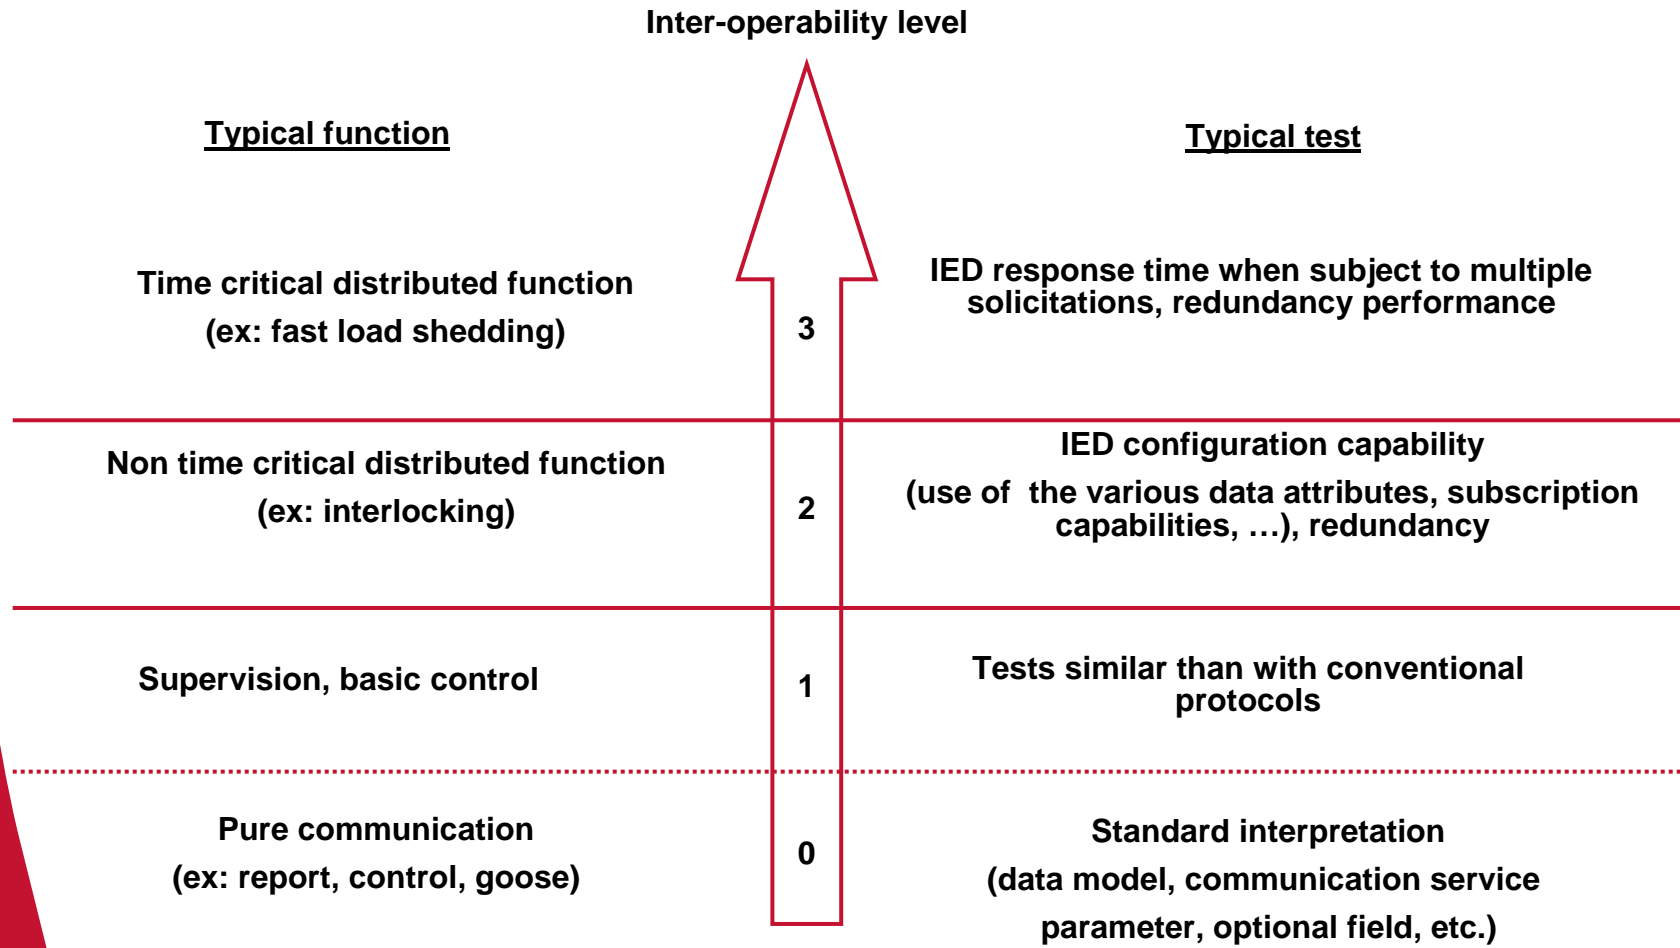 Inter-operability level
Typical function
Typical test
Time critical distributed function
(ex: fast load shedding)
3
IED response time when subject to multiple
solicitations, redundancy performance
Non time critical distributed function
(ex: interlocking)
2
IED configuration capability
(use of  the various data attributes, subscription
capabilities, …), redundancy
Supervision, basic control
1
Tests similar than with conventional
protocols
Pure communication
(ex: report, control, goose)
0
Standard interpretation
(data model, communication service
parameter, optional field, etc.)